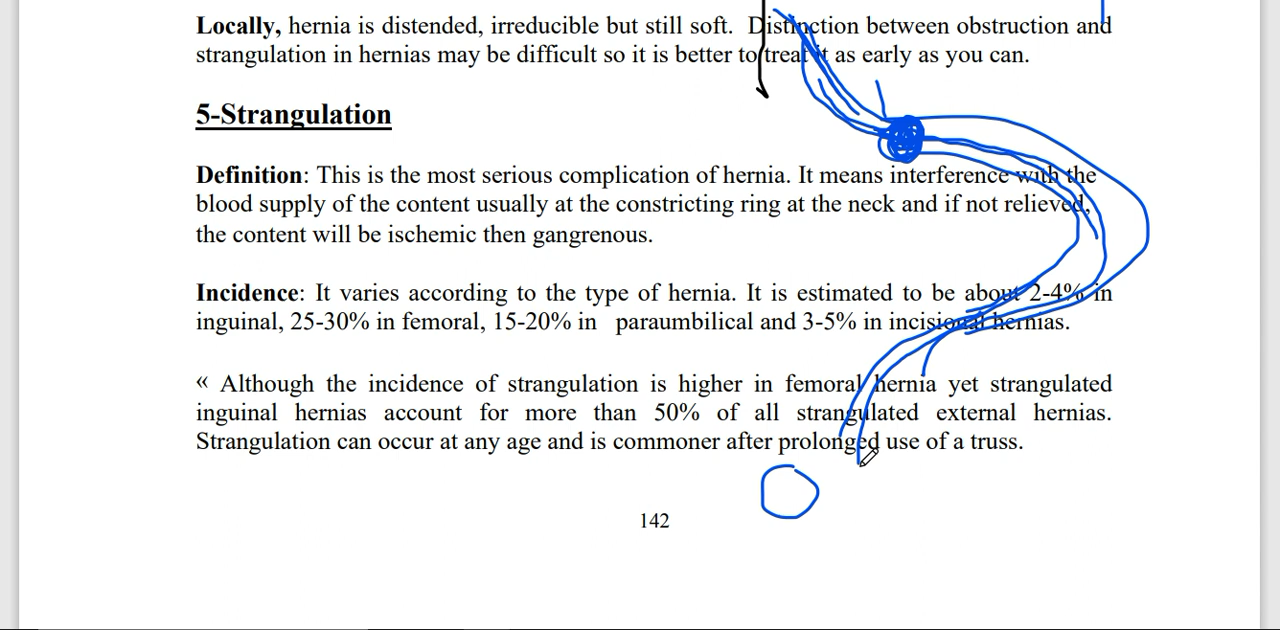 Locally, hernia is distended, irreducible but still soft. Distinction between obstruction and
strangulation in hernias may be difficult so it is better to treat it as early as you can.
5-Strangulation
Definition: This is the most serious complication of hernia. It means interference with the
blood supply of the content usually at the constricting ring at the neck and if not relieved,
the content will be ischemic then gangrenous.
Incidence: It varies according to the type of hernia. It is estimated to be about 2-4% in
inguinal, 25-30% in femoral, 15-20% in paraumbilical and 3-5% in incisional hernias.
« Although the incidence of strangulation is higher in femoral hernia yet strangulated
inguinal hernias account for more than 50% of all strangulated external hernias.
Strangulation can occur at any age and is commoner after prolonged use of a truss.
142